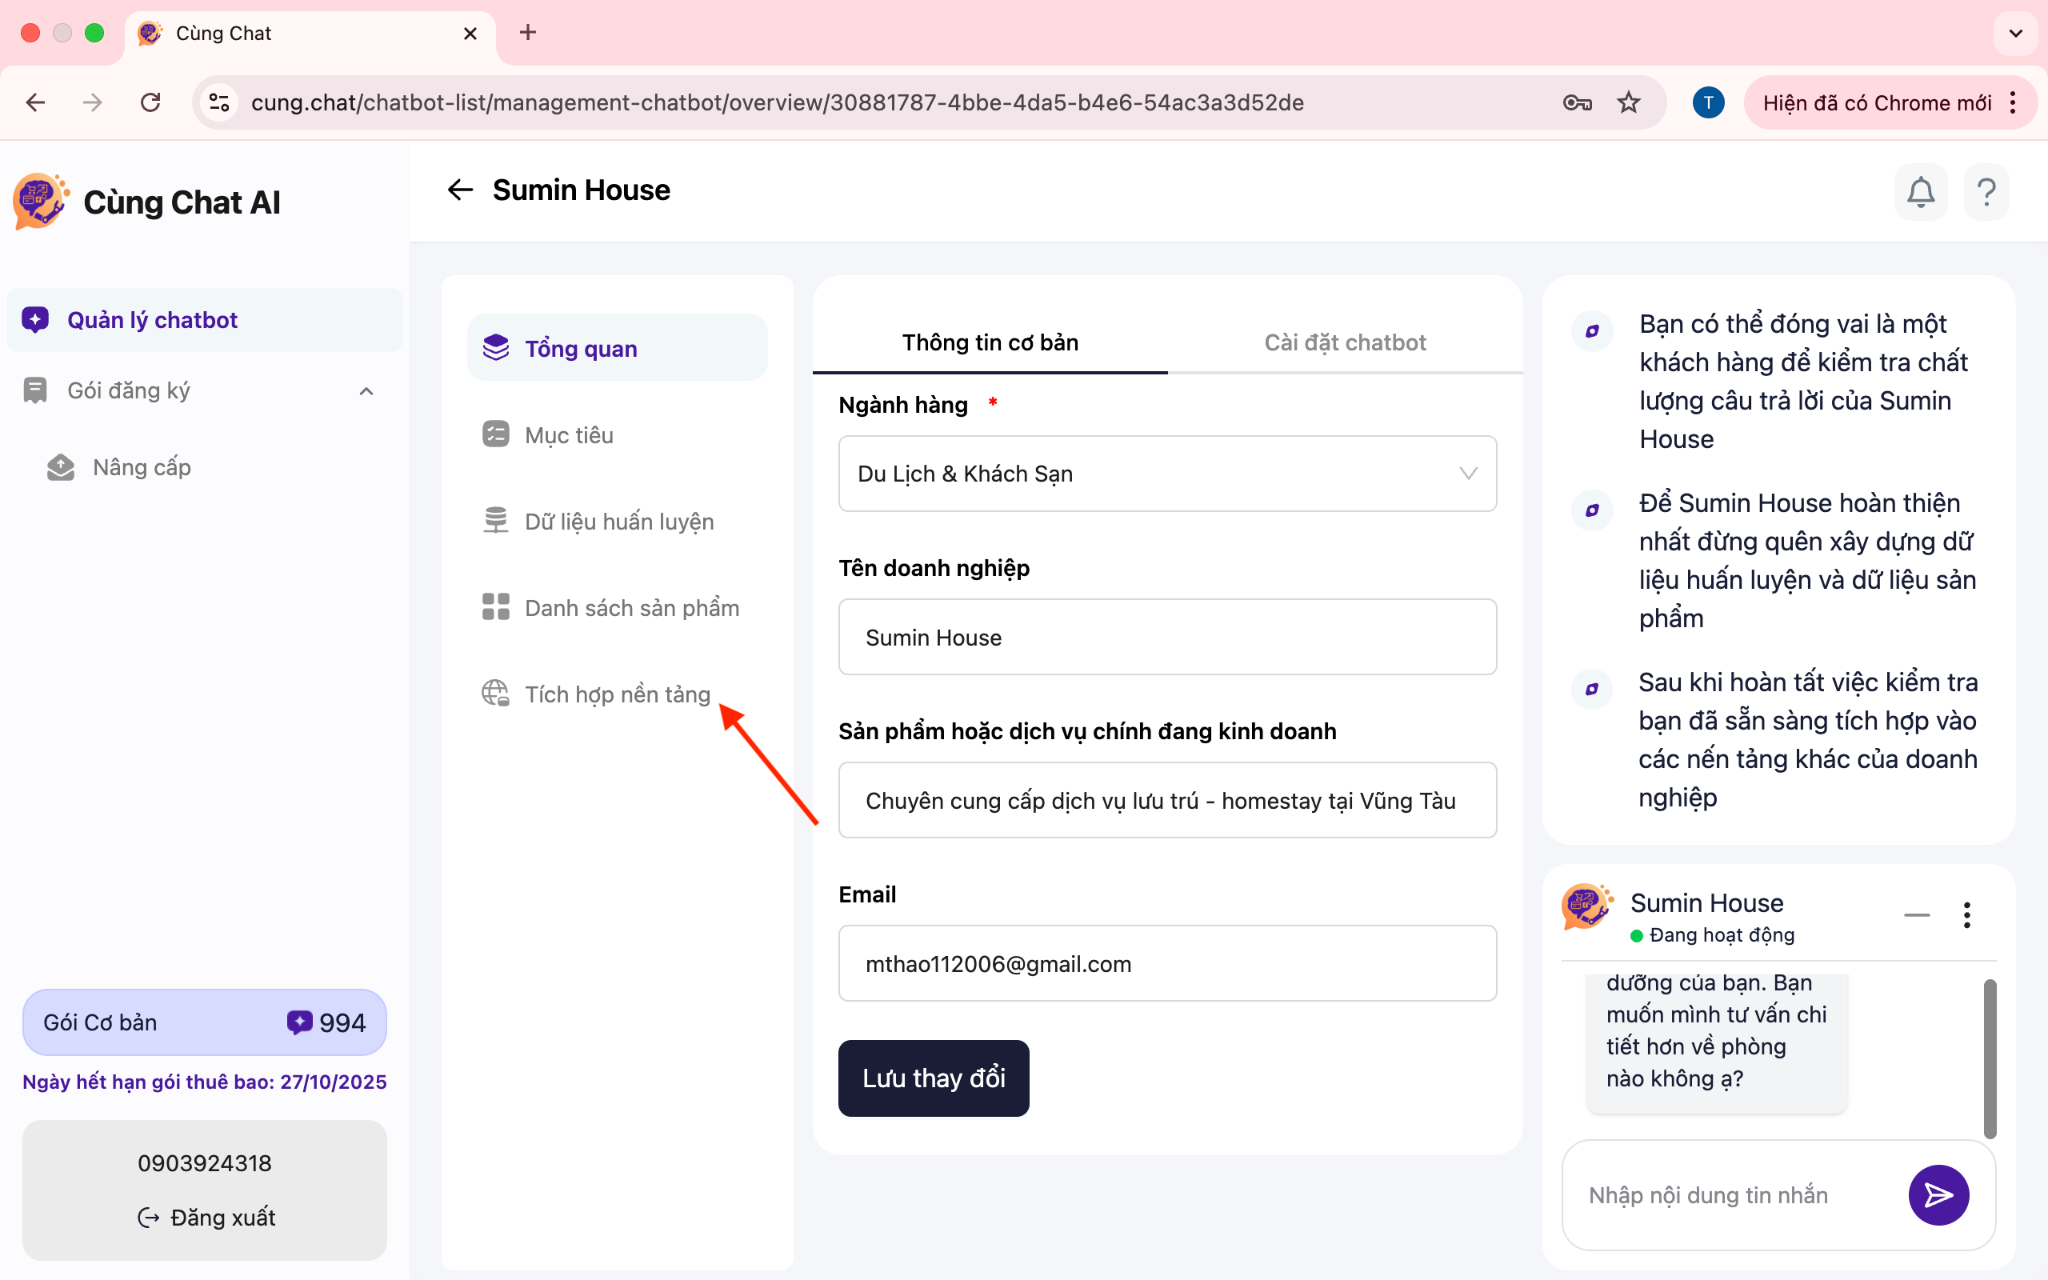 Cùng Chat
cung.chat/chatbot-list/management-chatbot/overview/30881787-4bbe-4da5-b4e6-54ac3a3d52de
T
Hiện đã có Chrome mới
Cùng Chat AI
Quản lý chatbot
Gói đăng ký
Nâng cấp
Gói Cơ bản
994
Ngày hết hạn gói thuê bao: 27/10/2025
0903924318
Đăng xuất
Sumin House
Tổng quan
Mục tiêu
Dữ liệu huấn luyện
Danh sách sản phẩm
Tích hợp nền tảng
Thông tin cơ bản
Cài đặt chatbot
Ngành hàng *
Du Lịch & Khách Sạn
Tên doanh nghiệp
Sumin House
Sản phẩm hoặc dịch vụ chính đang kinh doanh
Chuyên cung cấp dịch vụ lưu trú - homestay tại Vũng Tàu
Email
mthao112006@gmail.com
Lưu thay đổi
Bạn có thể đóng vai là một
khách hàng để kiểm tra chất
lượng câu trả lời của Sumin
House
Để Sumin House hoàn thiện
nhất đừng quên xây dựng dữ
liệu huấn luyện và dữ liệu sản
phẩm
Sau khi hoàn tất việc kiểm tra
bạn đã sẵn sàng tích hợp vào
các nến tảng khác của doanh
nghiệp
Sumin House
Đang hoạt động
dưỡng của bạn. Bạn
muốn mình tư vấn chi
tiết hơn về phòng
nào không ạ?
Nhập nội dung tin nhắn